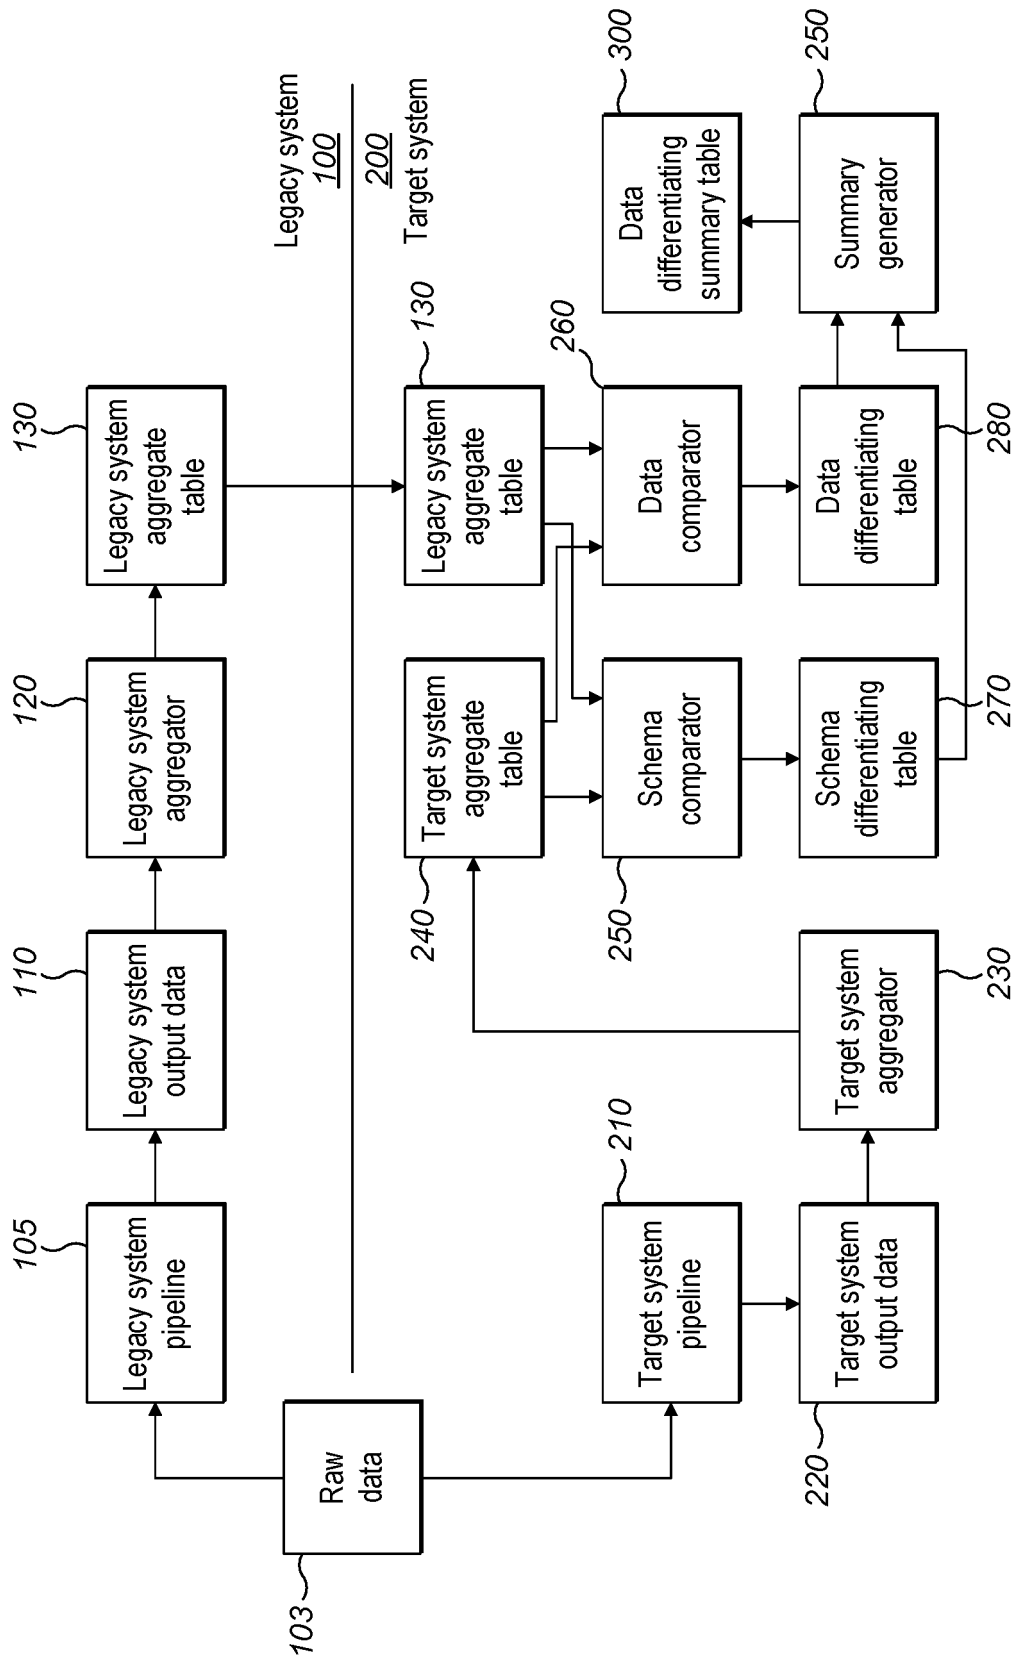 105
Legacy system
pipeline
110
Legacy system
output data
120
Legacy system
aggregator
130
Legacy system
aggregate
table
103
Raw
data
Legacy system
100
200
Target system
240
Target system
aggregate
table
130
Legacy system
aggregate
table
210
Target system
pipeline
250
Schema
comparator
260
Data
comparator
300
Data
differentiating
summary table
220
Target system
output data
230
Target system
aggregator
270
Schema
differentiating
table
280
Data
differentiating
table
250
Summary
generator